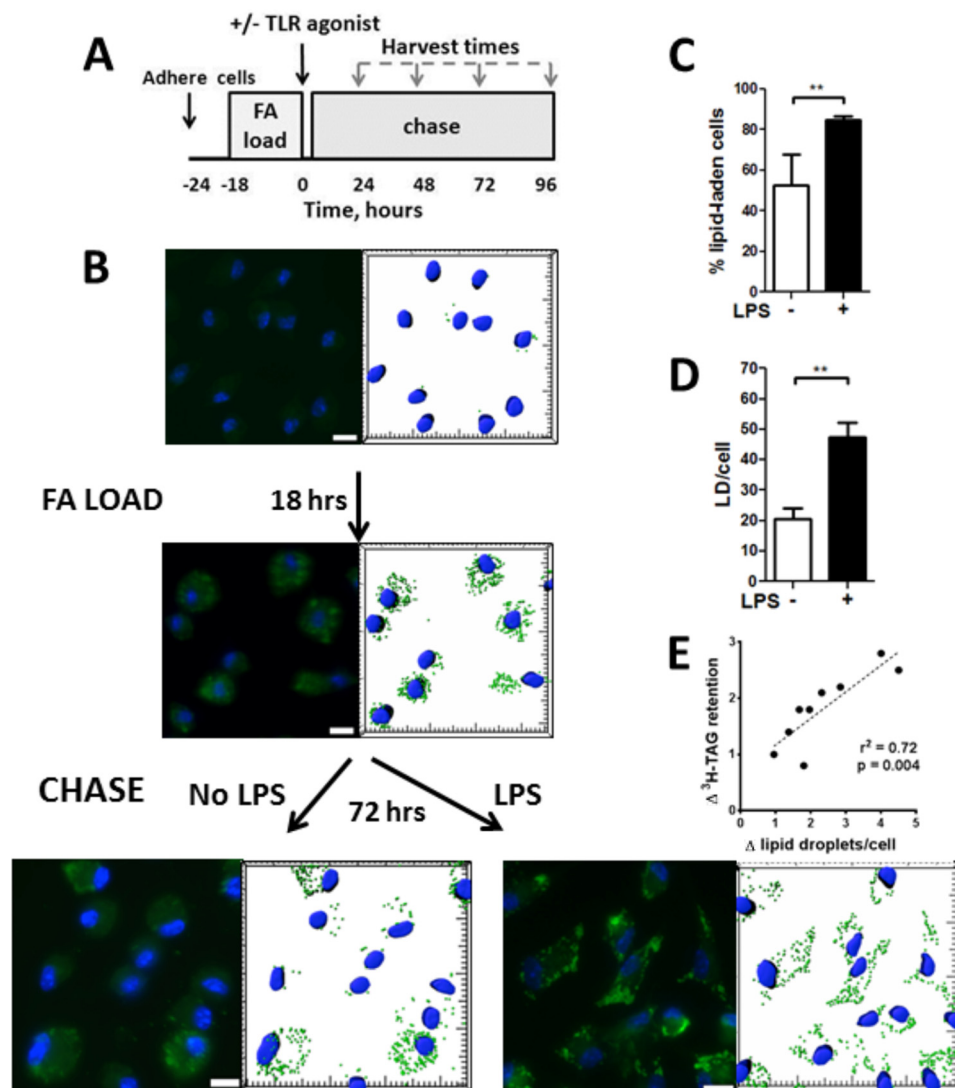 A
+/- TLR agonist
Adhere cells
Harvest times
FA
load
chase
-24 -18 0 24 48 72 96
Time, hours
B
FA LOAD
18 hrs
CHASE
No LPS
72 hrs
LPS
C
% lipid-laden cells
100
80
60
40
20
0
**
LPS - +
D
LD/cell
70
60
50
40
30
20
10
0
**
LPS - +
E
Δ ³H-TAG retention
3
2
1
0
r² = 0.72
p = 0.004
0 1 2 3 4 5
Δ lipid droplets/cell